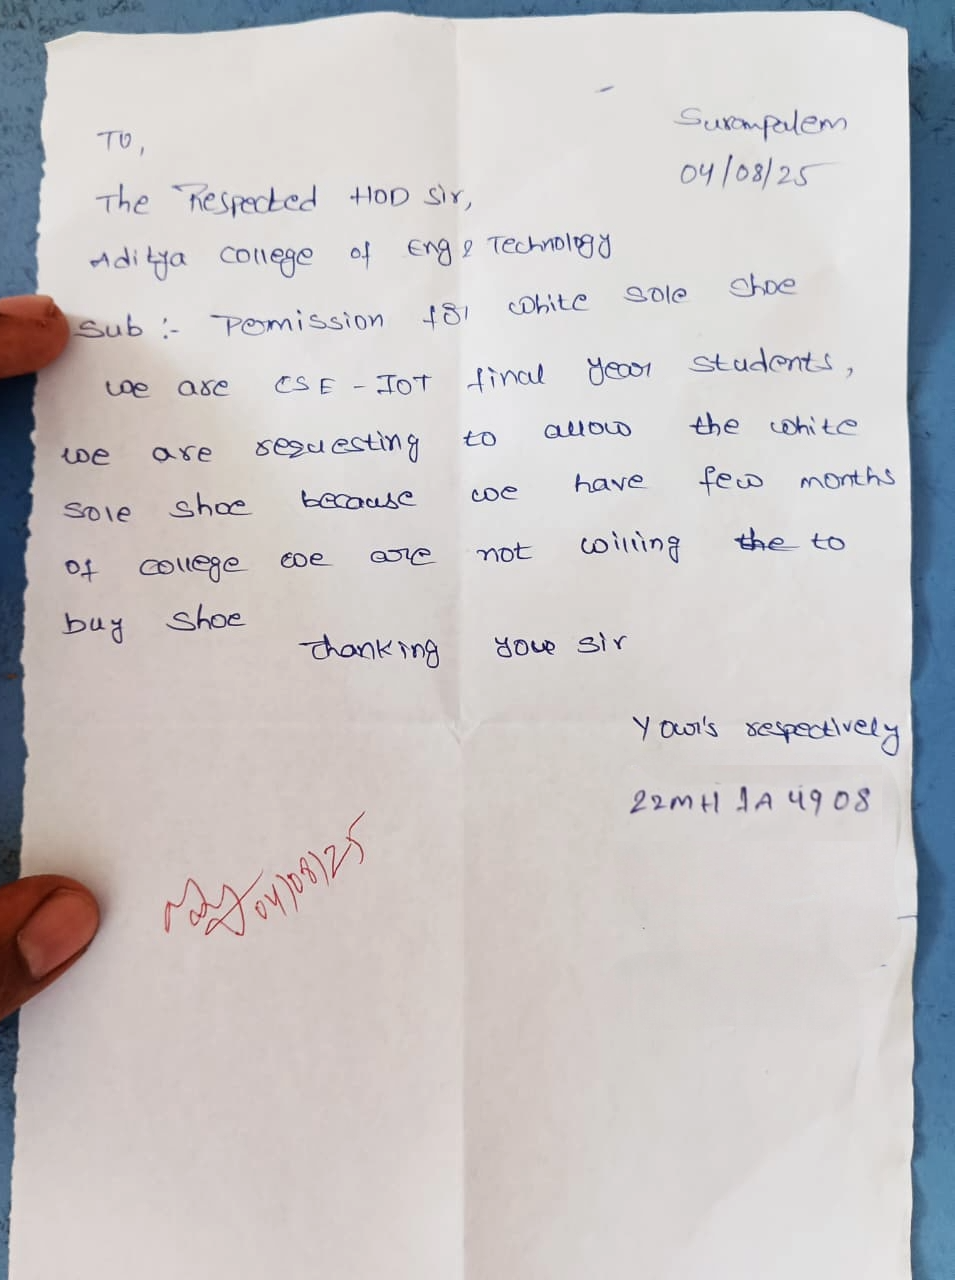 Surampalem
04/08/25
TO,
The Respected HOD Sir,
Aditya College of Eng & Technology
Sub :- Permission for white sole shoe
we are CSE-IOT final year students,
we are requesting to allow the white
sole shoe because we have few months
of college we are not willing the to
buy shoe
Thanking you sir
Your's respectively
22MH1A4908
04/08/25